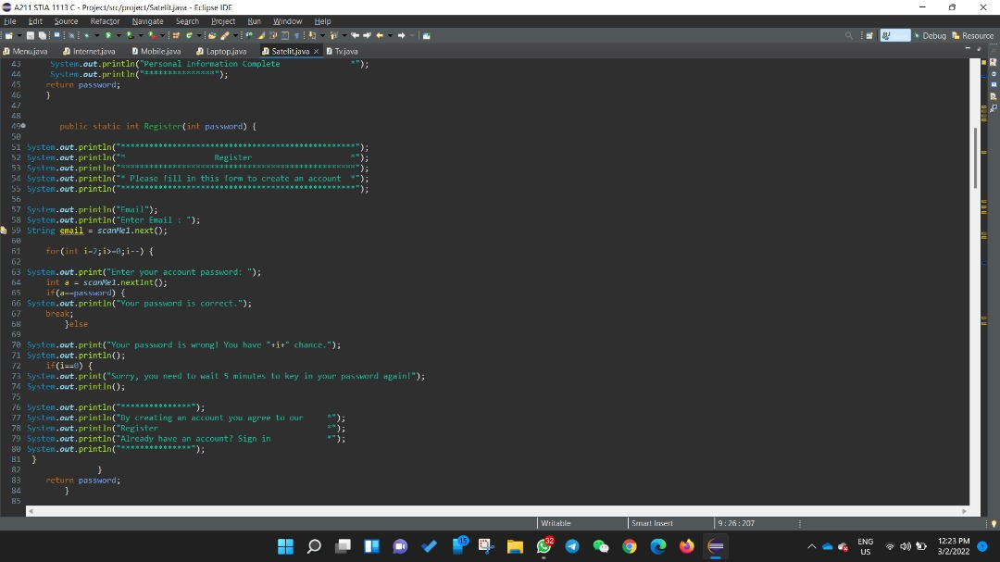 A211 STIA 1113 C - Project/src/project/Satelit.java - Eclipse IDE
File Edit Source Refactor Navigate Search Project Run Window Help
Debug Resource
Menu.java Internet.java Mobile.java Laptop.java Satelit.java Tv.java
43 System.out.println("Personal Information Complete *");
44 System.out.println("***************");
45 return password;
46 }
47
48
49 public static int Register(int password) {
50
51 System.out.println("**************************************************");
52 System.out.println("* Register *");
53 System.out.println("**************************************************");
54 System.out.println("* Please fill in this form to create an account *");
55 System.out.println("**************************************************");
56
57 System.out.println("Email");
58 System.out.println("Enter Email : ");
59 String email = scanMe1.next();
60
61 for(int i=2;i>=0;i--) {
62
63 System.out.print("Enter your account password: ");
64 int a = scanMe1.nextInt();
65 if(a==password) {
66 System.out.println("Your password is correct.");
67 break;
68 }else
69
70 System.out.print("Your password is wrong! You have "+i+" chance.");
71 System.out.println();
72 if(i==0) {
73 System.out.print("Sorry, you need to wait 5 minutes to key in your password again!");
74 System.out.println();
75
76 System.out.println("***************");
77 System.out.println("By creating an account you agree to our *");
78 System.out.println("Register *");
79 System.out.println("Already have an account? Sign in *");
80 System.out.println("***************");
81 }
82 }
83 return password;
84 }
85
Writable Smart Insert 9 : 26 : 207
15 32 ENG US 12:23 PM 3/2/2022 1